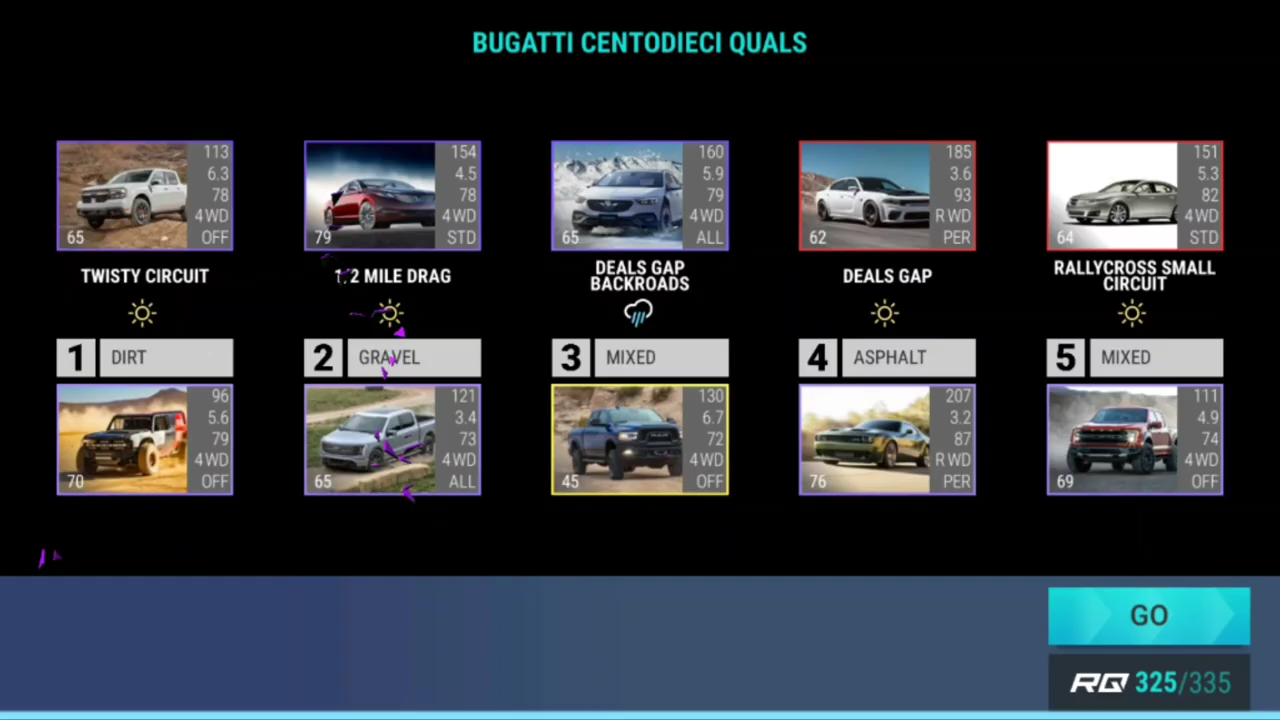 BUGATTI CENTODIECI QUALS
113
6.3
78
4WD
65 OFF
154
4.5
78
4WD
79 STD
160
5.9
79
4WD
65 ALL
185
3.6
93
RWD
62 PER
151
5.3
82
4WD
64 STD
TWISTY CIRCUIT
1/2 MILE DRAG
DEALS GAP
BACKROADS
DEALS GAP
RALLYCROSS SMALL
CIRCUIT
1 DIRT
2 GRAVEL
3 MIXED
4 ASPHALT
5 MIXED
96
5.6
79
4WD
70 OFF
121
3.4
73
4WD
65 ALL
130
6.7
72
4WD
45 OFF
207
3.2
87
RWD
76 PER
111
4.9
74
4WD
69 OFF
GO
RQ 325/335